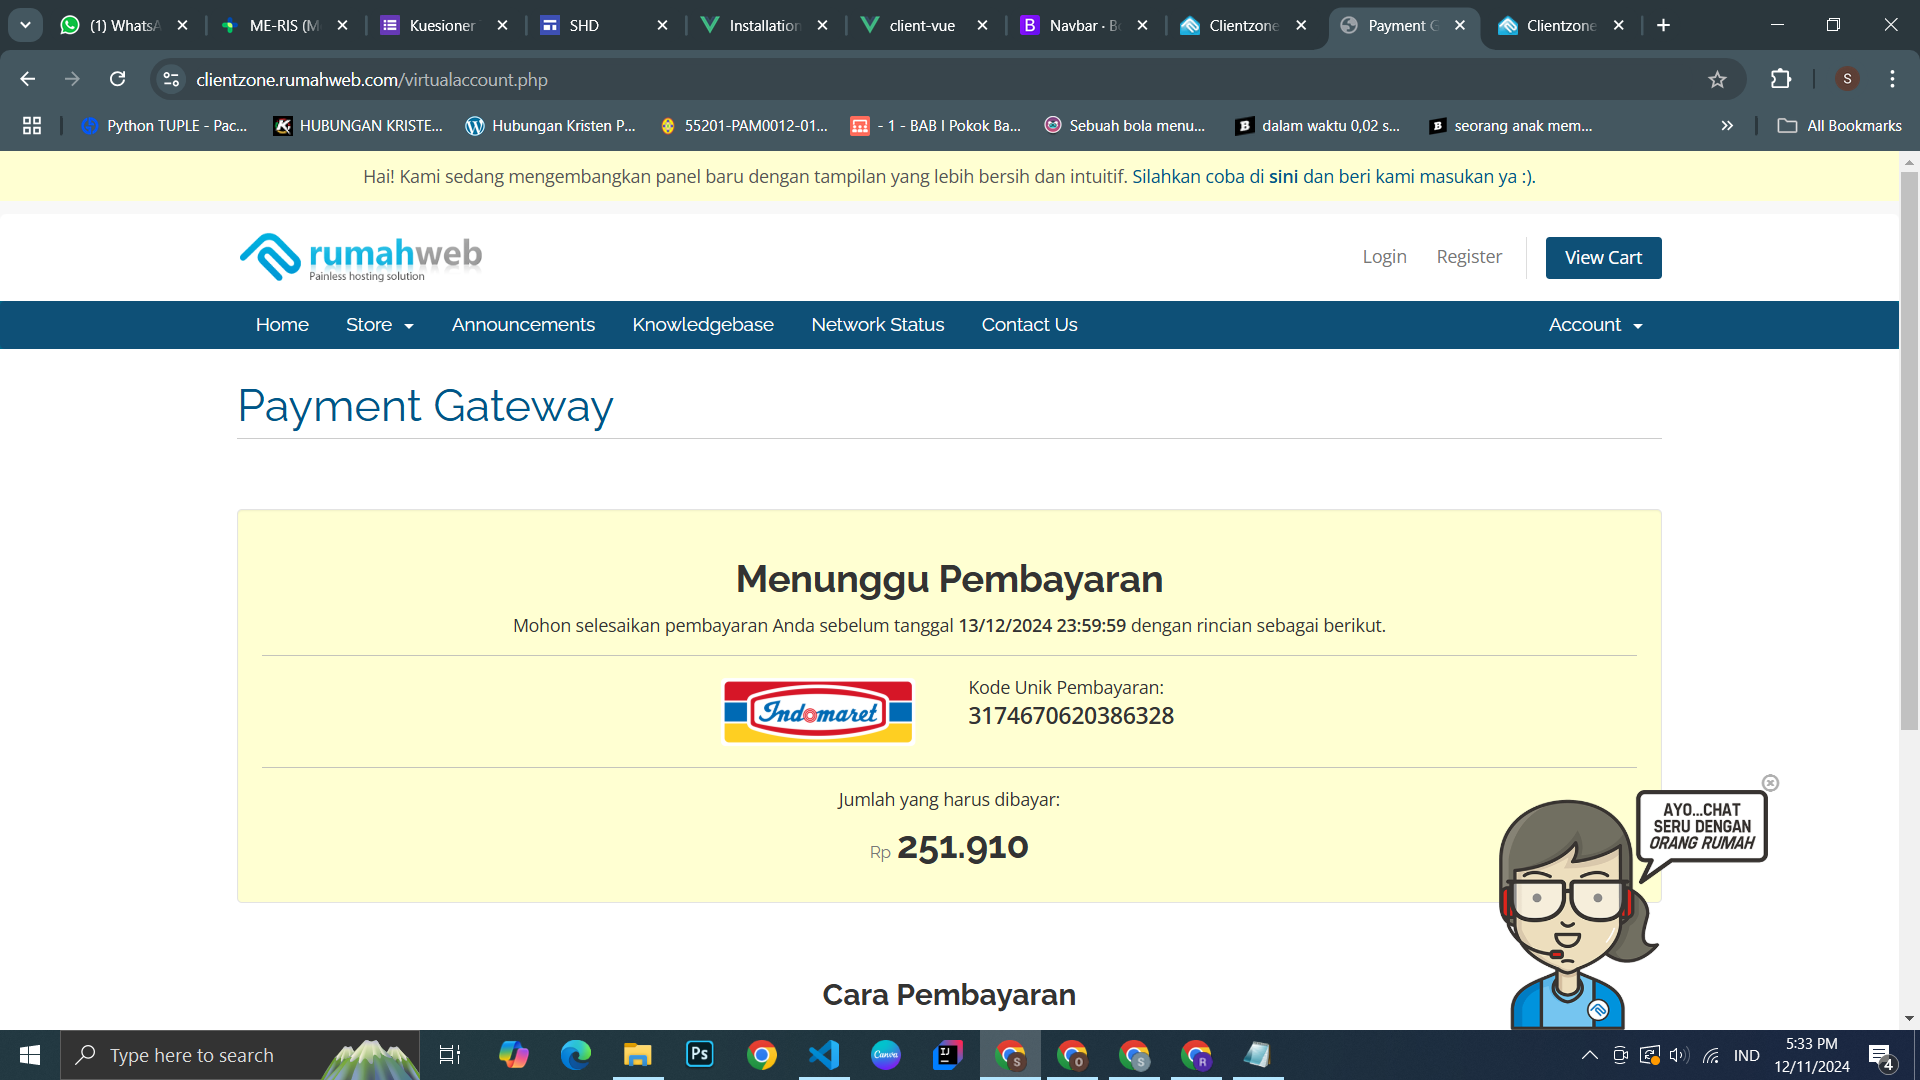 (1) WhatsA
ME-RIS (M
Kuesioner
SHD
Installation
client-vue
Navbar · Bo
Clientzone
Payment G
Clientzone
clientzone.rumahweb.com/virtualaccount.php
S
Python TUPLE - Pac...
HUBUNGAN KRISTE...
Hubungan Kristen P...
55201-PAM0012-01...
- 1 - BAB I Pokok Ba...
Sebuah bola menu...
dalam waktu 0,02 s...
seorang anak mem...
All Bookmarks
Hai! Kami sedang mengembangkan panel baru dengan tampilan yang lebih bersih dan intuitif. Silahkan coba di sini dan beri kami masukan ya :).
rumahweb
Painless hosting solution
Login
Register
View Cart
Home
Store
Announcements
Knowledgebase
Network Status
Contact Us
Account
Payment Gateway
Menunggu Pembayaran
Mohon selesaikan pembayaran Anda sebelum tanggal 13/12/2024 23:59:59 dengan rincian sebagai berikut.
Indomaret
Kode Unik Pembayaran:
3174670620386328
Jumlah yang harus dibayar:
Rp 251.910
AYO...CHAT
SERU DENGAN
ORANG RUMAH
Cara Pembayaran
Type here to search
Ps
Canva
IJ
S
O
S
R
IND
5:33 PM
12/11/2024
4